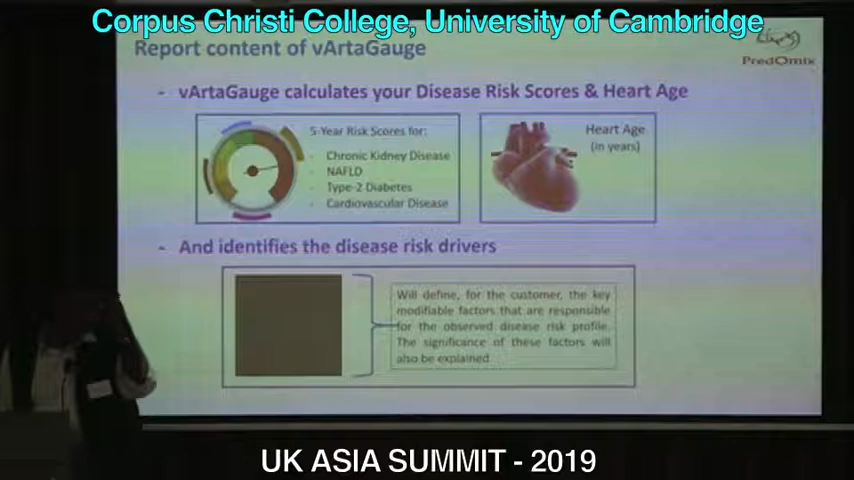 Corpus Christi College, University of Cambridge
Report content of vArtaGauge
PredOmix
- vArtaGauge calculates your Disease Risk Scores & Heart Age
5-Year Risk Scores for:
- Chronic Kidney Disease
- NAFLD
- Type-2 Diabetes
- Cardiovascular Disease
Heart Age
(in years)
- And identifies the disease risk drivers
Will define, for the customer, the key
modifiable factors that are responsible
for the observed disease risk profile.
The significance of these factors will
also be explained
UK ASIA SUMMIT - 2019